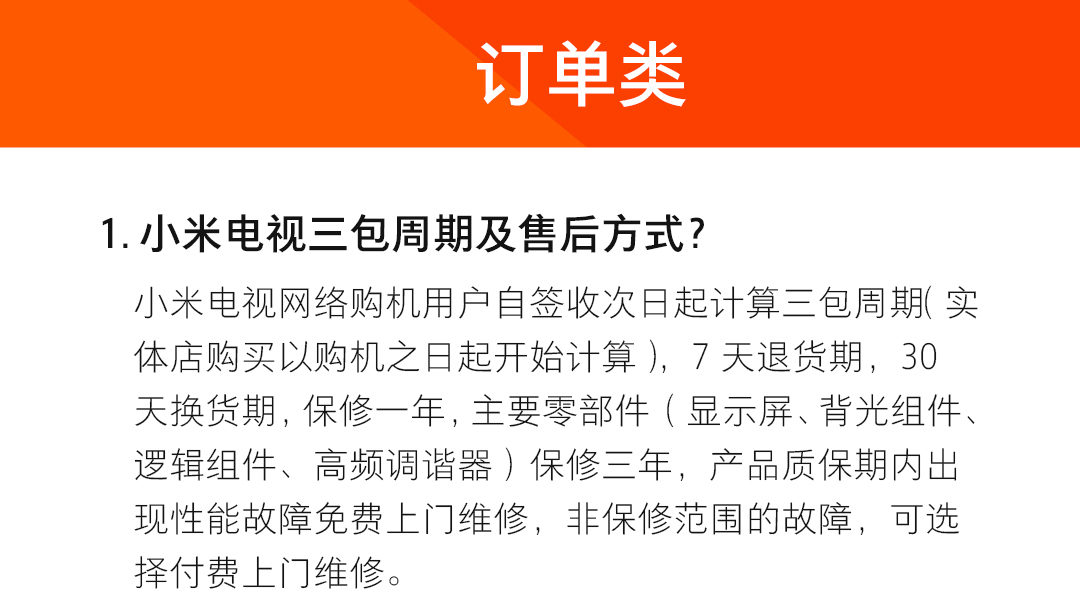 订单类
1. 小米电视三包周期及售后方式?
小米电视网络购机用户自签收次日起计算三包周期( 实
体店购买以购机之日起开始计算 )，7 天退货期，30
天换货期, 保修一年, 主要零部件 ( 显示屏、背光组件、
逻辑组件、高频调谐器 ) 保修三年，产品质保期内出
现性能故障免费上门维修，非保修范围的故障，可选
择付费上门维修。